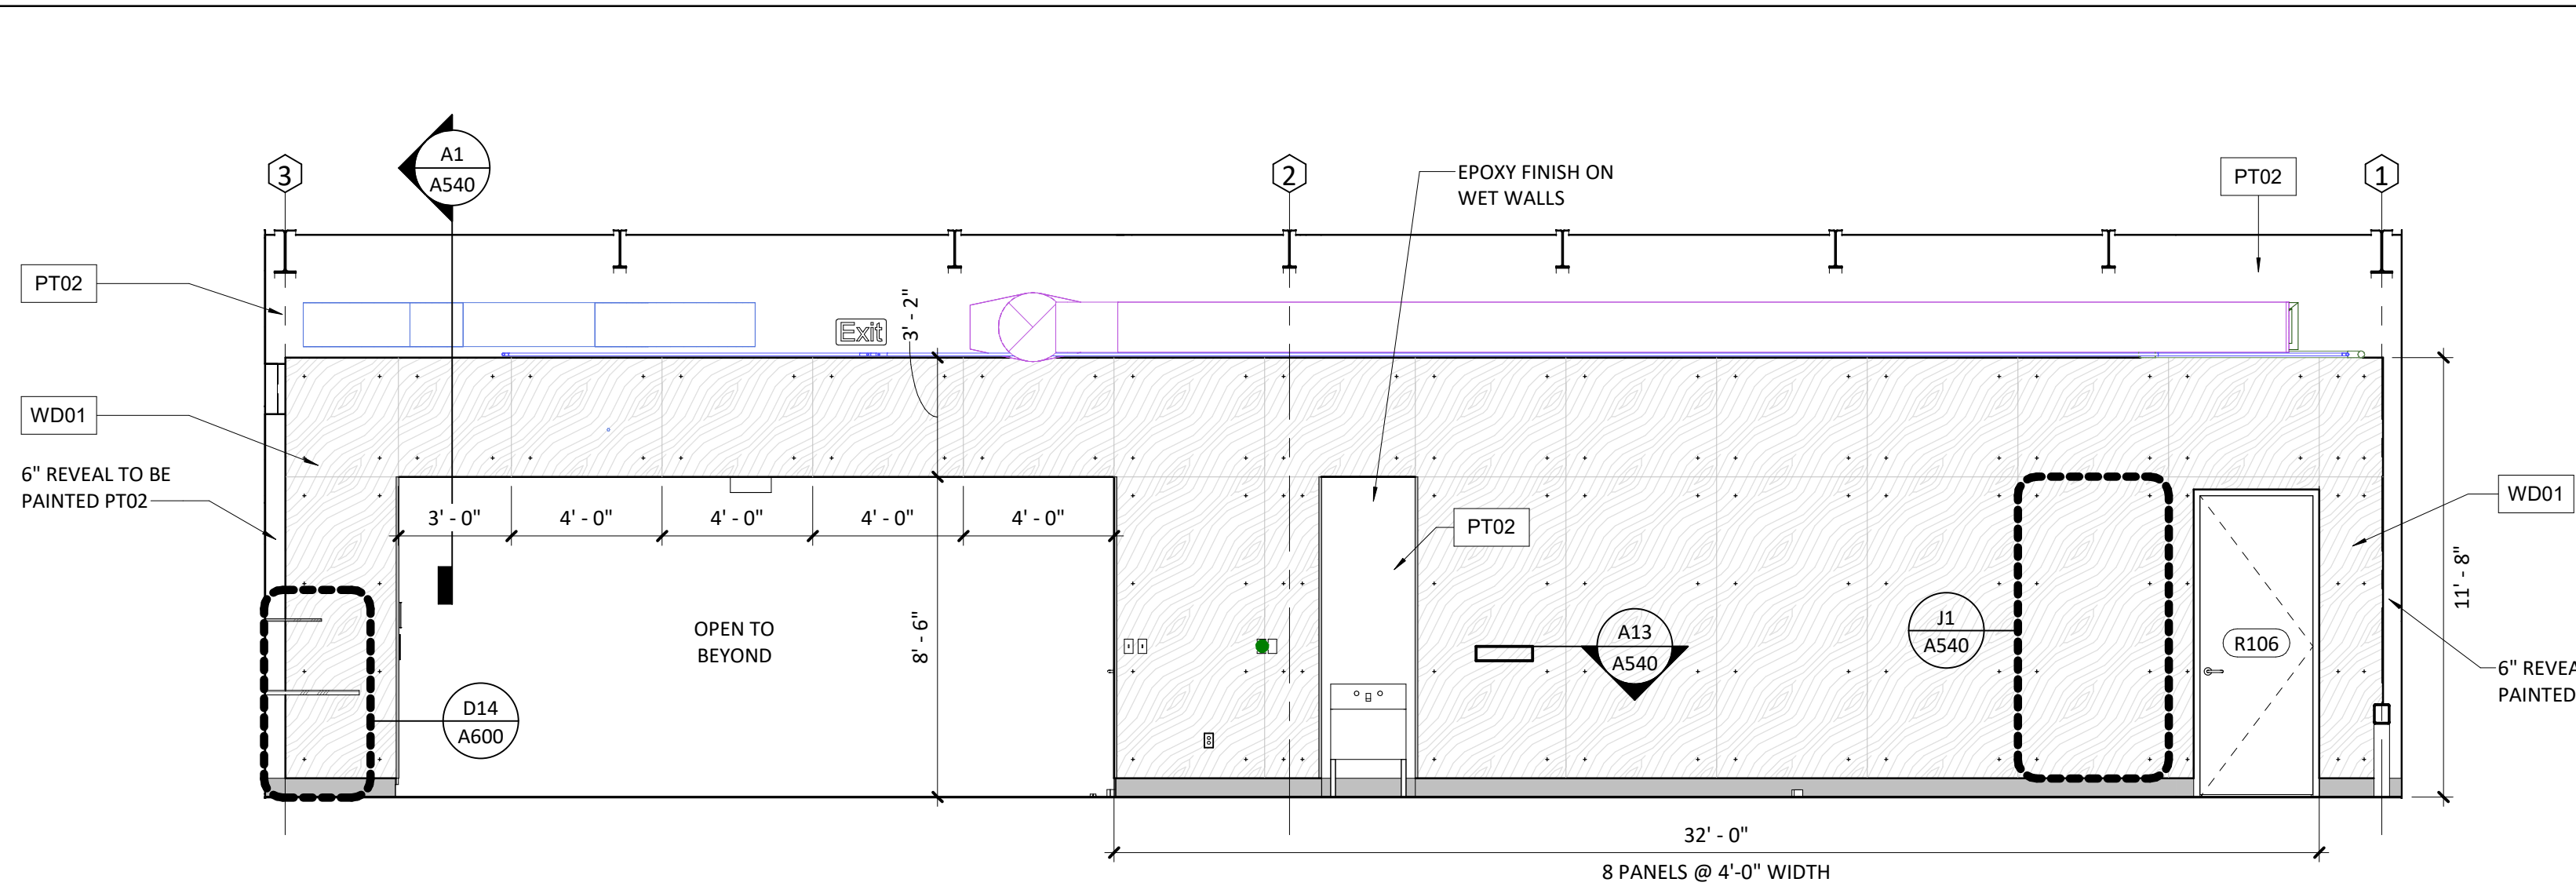 A1
A540
3
2
1
EPOXY FINISH ON
WET WALLS
PT02
PT02
3' - 2"
Exit
WD01
6" REVEAL TO BE
PAINTED PT02
3' - 0"
4' - 0"
4' - 0"
4' - 0"
4' - 0"
PT02
WD01
11' - 8"
OPEN TO
BEYOND
8' - 6"
A13
A540
J1
A540
R106
D14
A600
6" REVEA
PAINTED
32' - 0"
8 PANELS @ 4'-0" WIDTH